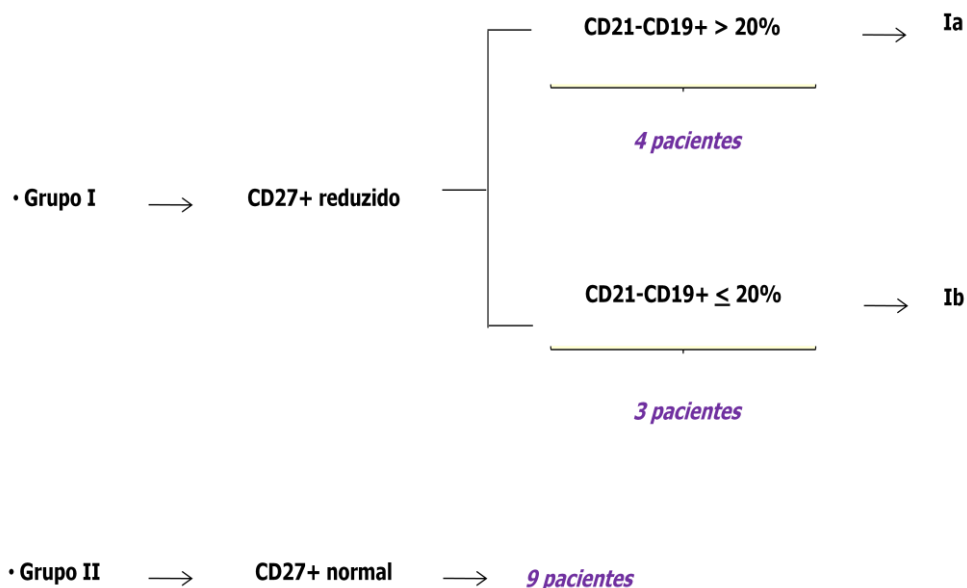 CD21-CD19+ > 20% → Ia
4 pacientes
• Grupo I → CD27+ reduzido
CD21-CD19+ ≤ 20% → Ib
3 pacientes
• Grupo II → CD27+ normal → 9 pacientes